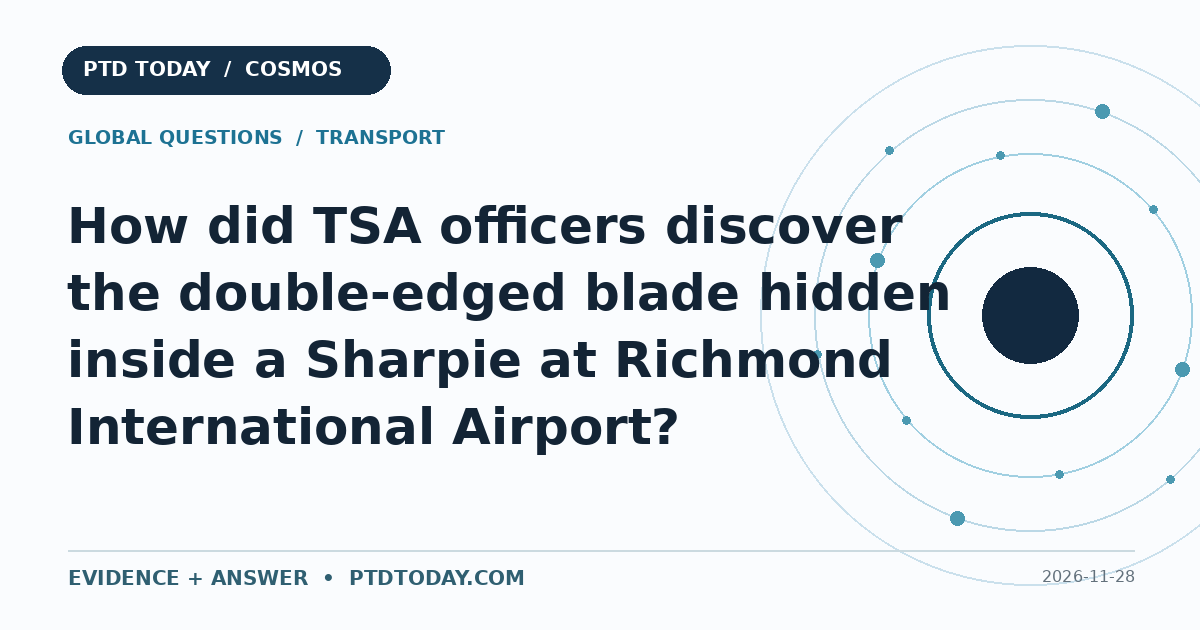 PTD TODAY / COSMOS
GLOBAL QUESTIONS / TRANSPORT
How did TSA officers discover
the double-edged blade hidden
inside a Sharpie at Richmond
International Airport?
EVIDENCE + ANSWER • PTDTODAY.COM
2026-11-28